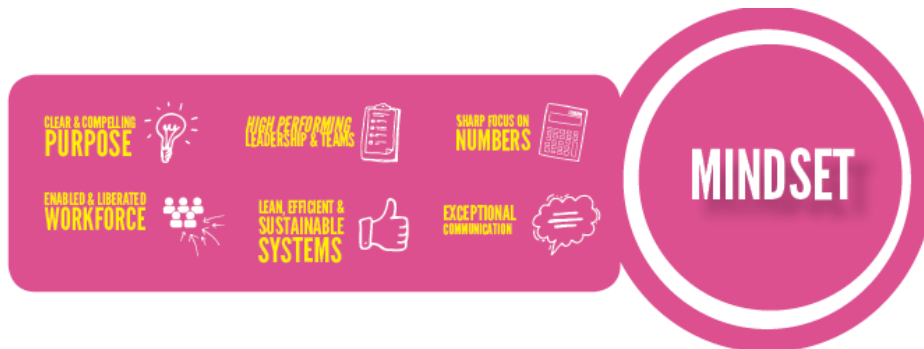 CLEAR & COMPELLING
PURPOSE
HIGH PERFORMING
LEADERSHIP & TEAMS
SHARP FOCUS ON
NUMBERS
ENABLED & LIBERATED
WORKFORCE
LEAN, EFFICIENT &
SUSTAINABLE
SYSTEMS
EXCEPTIONAL
COMMUNICATION
MINDSET